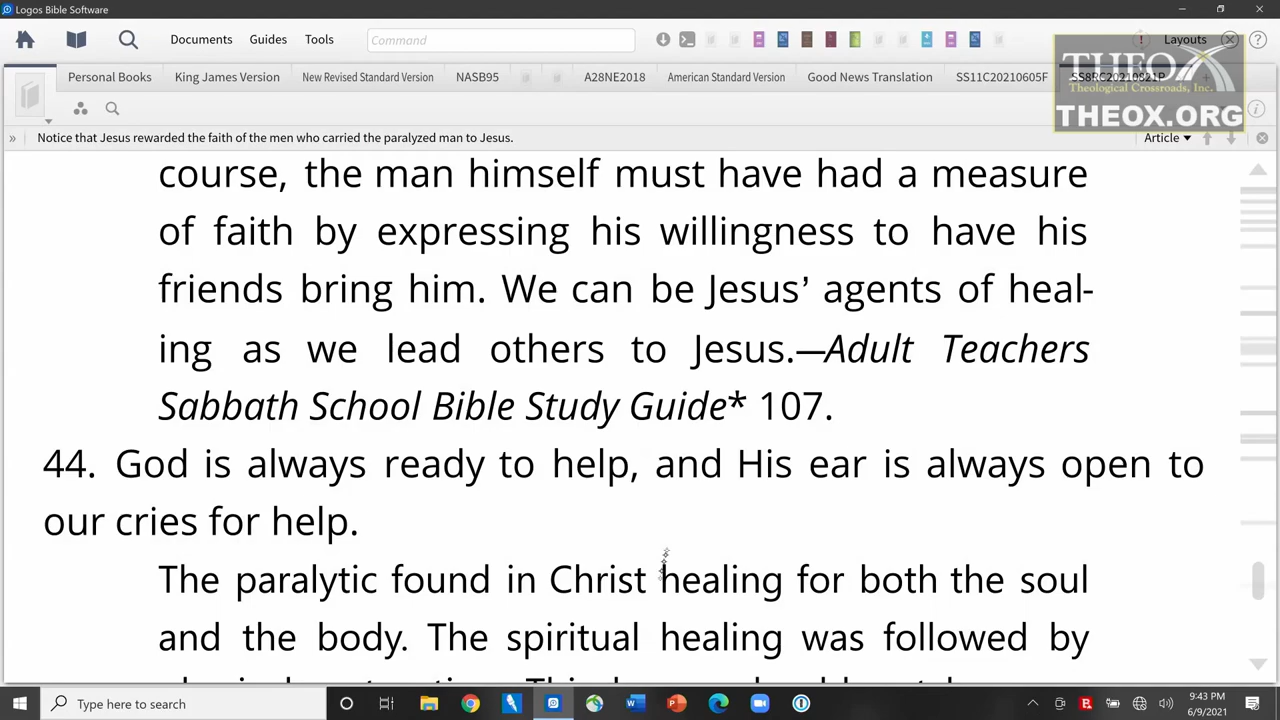 Logos Bible Software
Documents Guides Tools Command Layouts
THEOX
Theological Crossroads, Inc.
THEOX.ORG
Personal Books King James Version New Revised Standard Version NASB95 A28NE2018 American Standard Version Good News Translation SS11C20210605F
Notice that Jesus rewarded the faith of the men who carried the paralyzed man to Jesus. Article
course, the man himself must have had a measure
of faith by expressing his willingness to have his
friends bring him. We can be Jesus’ agents of heal-
ing as we lead others to Jesus.—Adult Teachers
Sabbath School Bible Study Guide* 107.
44. God is always ready to help, and His ear is always open to
our cries for help.
The paralytic found in Christ healing for both the soul
and the body. The spiritual healing was followed by
Type here to search
9:43 PM
6/9/2021